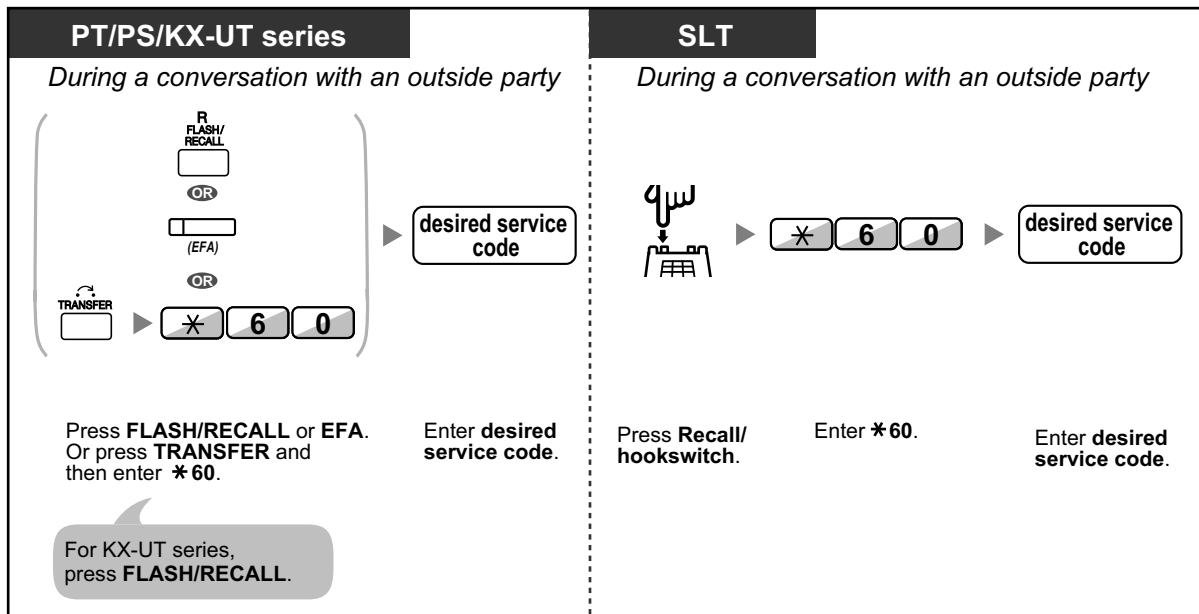 PT/PS/KX-UT series
During a conversation with an outside party
R
FLASH/
RECALL
OR
(EFA)
OR
TRANSFER
* 6 0
desired service
code
Press FLASH/RECALL or EFA.
Or press TRANSFER and
then enter *60.
Enter desired
service code.
For KX-UT series,
press FLASH/RECALL.
SLT
During a conversation with an outside party
* 6 0
desired service
code
Press Recall/
hookswitch.
Enter *60.
Enter desired
service code.